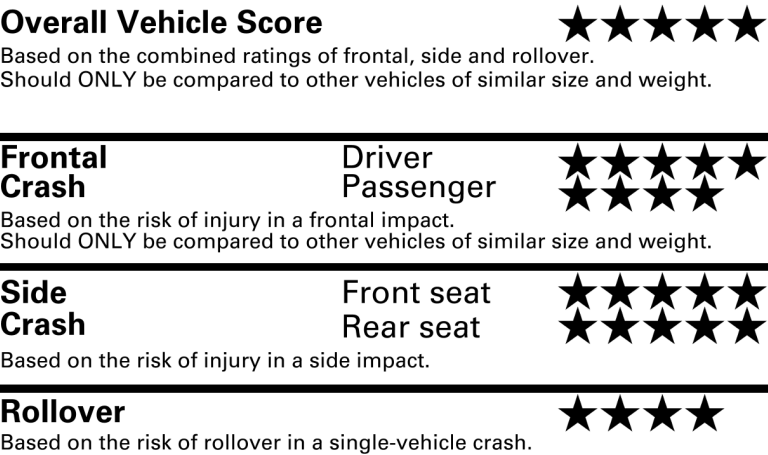 Overall Vehicle Score ★★★★★
Based on the combined ratings of frontal, side and rollover.
Should ONLY be compared to other vehicles of similar size and weight.
Frontal Driver ★★★★★
Crash Passenger ★★★★
Based on the risk of injury in a frontal impact.
Should ONLY be compared to other vehicles of similar size and weight.
Side Front seat ★★★★★
Crash Rear seat ★★★★★
Based on the risk of injury in a side impact.
Rollover ★★★★
Based on the risk of rollover in a single-vehicle crash.